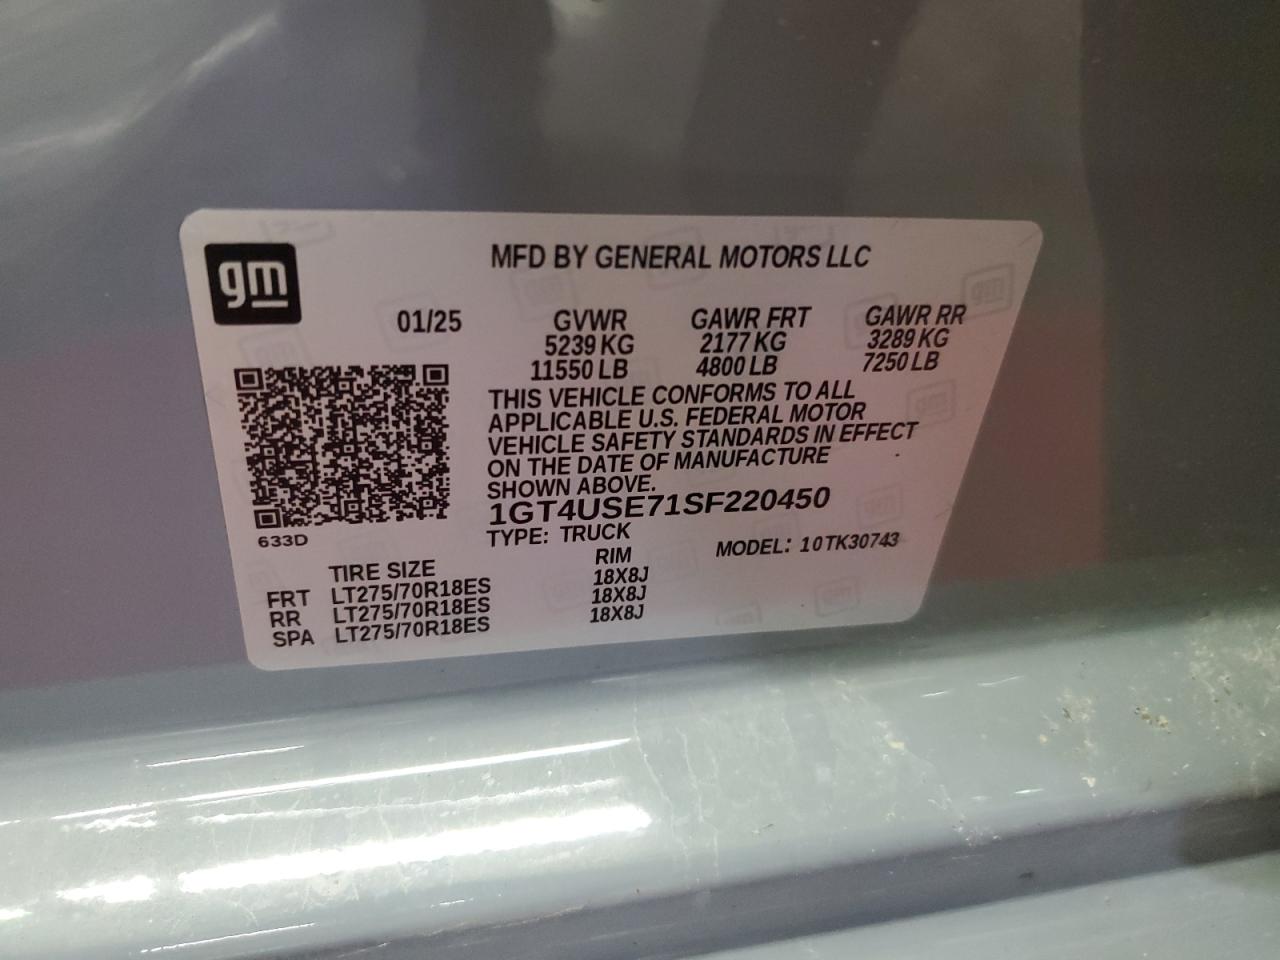 gm
MFD BY GENERAL MOTORS LLC
01/25
GVWR GAWR FRT GAWR RR
5239 KG 2177 KG 3289 KG
11550 LB 4800 LB 7250 LB
THIS VEHICLE CONFORMS TO ALL
APPLICABLE U.S. FEDERAL MOTOR
VEHICLE SAFETY STANDARDS IN EFFECT
ON THE DATE OF MANUFACTURE
SHOWN ABOVE.
1GT4USE71SF220450
633D
TYPE: TRUCK MODEL: 10TK30743
TIRE SIZE RIM
FRT LT275/70R18ES 18X8J
RR LT275/70R18ES 18X8J
SPA LT275/70R18ES 18X8J